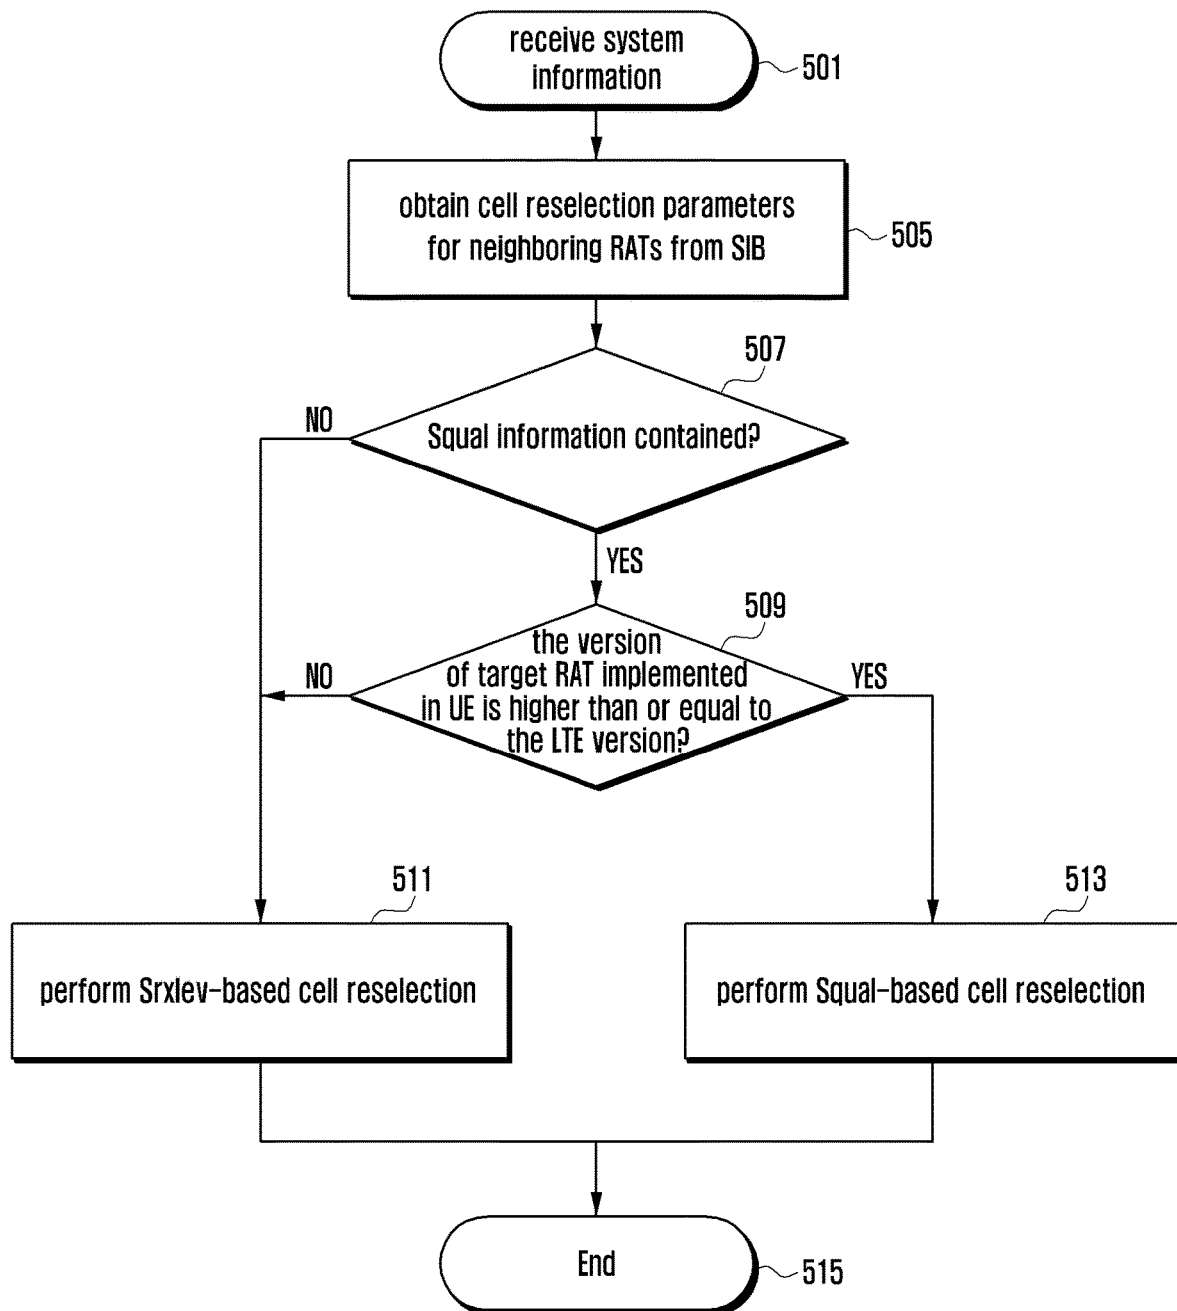 receive system
information
501
obtain cell reselection parameters
for neighboring RATs from SIB
505
507
NO
Squal information contained?
YES
509
the version
of target RAT implemented
in UE is higher than or equal to
the LTE version?
NO
YES
511
513
perform Srxlev-based cell reselection
perform Squal-based cell reselection
End
515